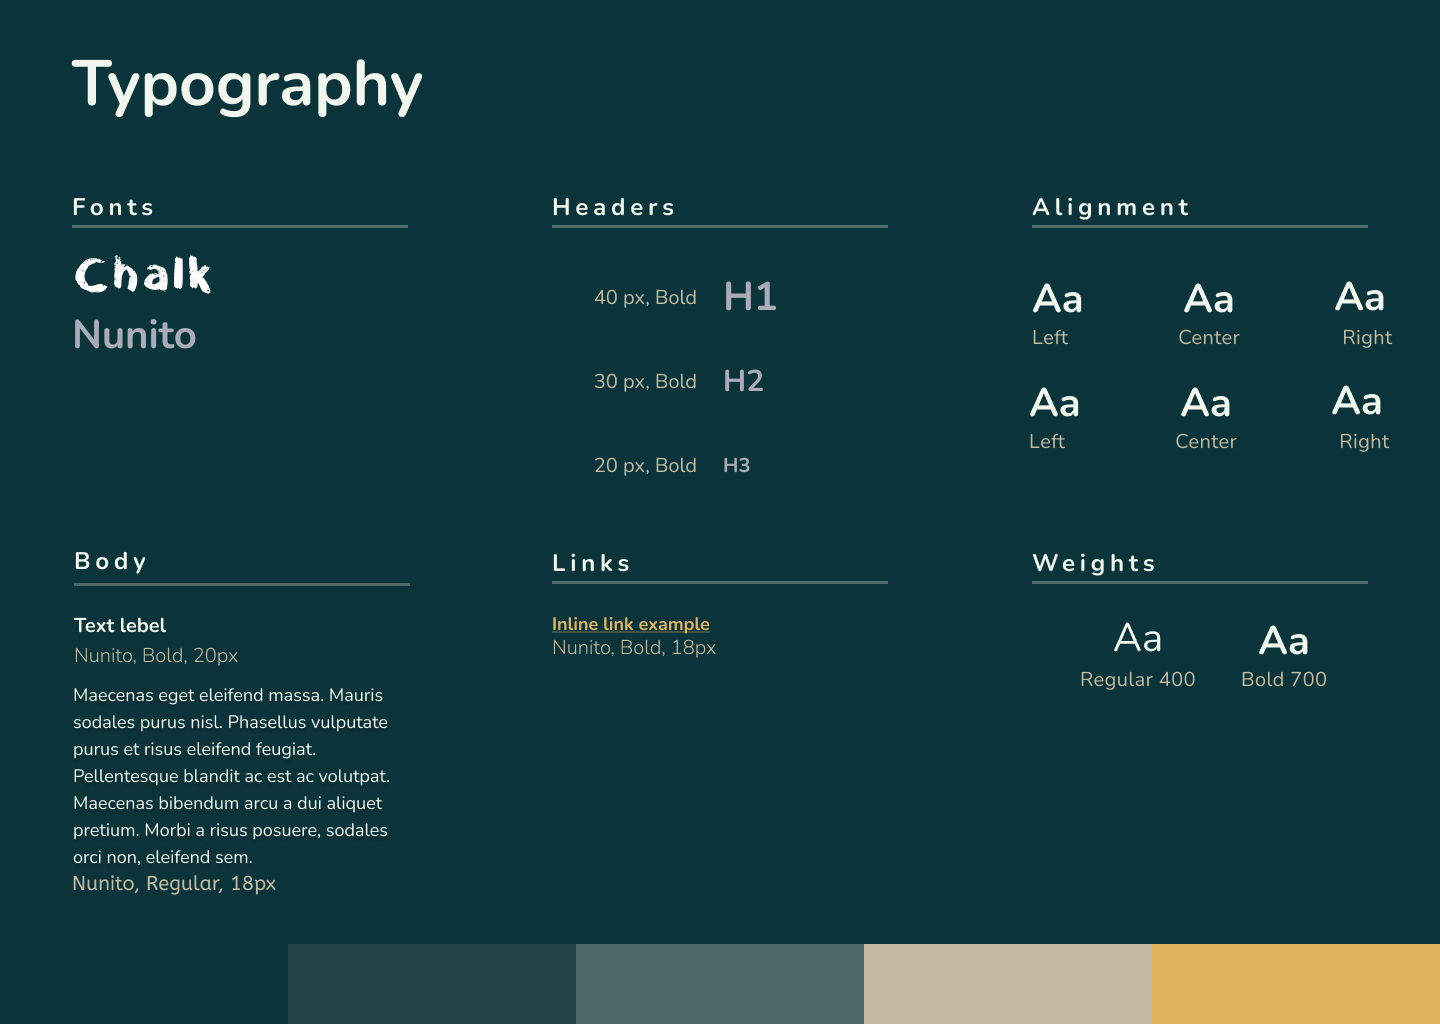 Typography
Fonts
Chalk
Nunito
Headers
40 px, Bold H1
30 px, Bold H2
20 px, Bold H3
Alignment
Aa Aa Aa
Left Center Right
Aa Aa Aa
Left Center Right
Body
Text lebel
Nunito, Bold, 20px
Maecenas eget eleifend massa. Mauris
sodales purus nisl. Phasellus vulputate
purus et risus eleifend feugiat.
Pellentesque blandit ac est ac volutpat.
Maecenas bibendum arcu a dui aliquet
pretium. Morbi a risus posuere, sodales
orci non, eleifend sem.
Nunito, Regular, 18px
Links
Inline link example
Nunito, Bold, 18px
Weights
Aa Aa
Regular 400 Bold 700